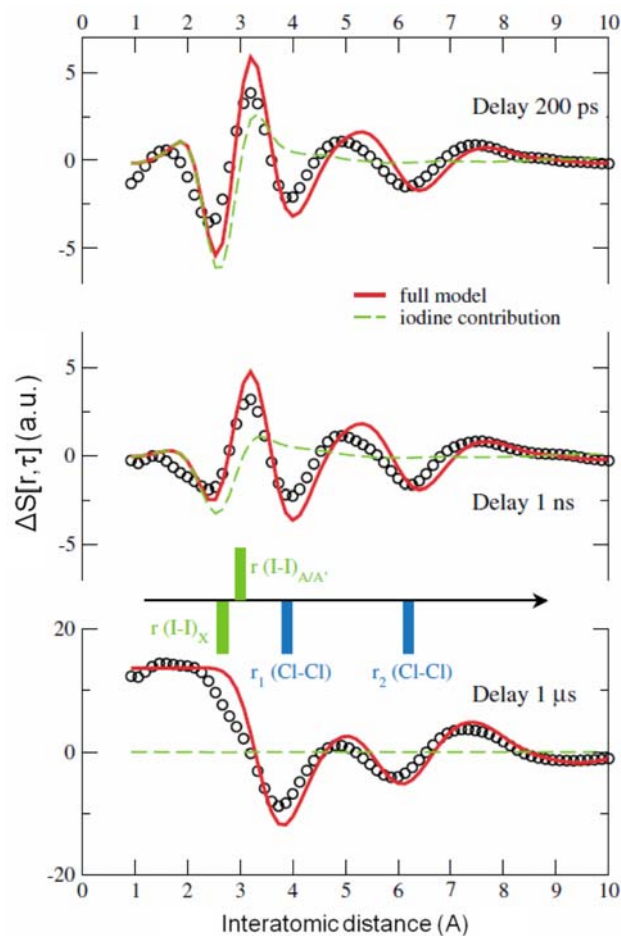 0 1 2 3 4 5 6 7 8 9 10
5
0
-5
Delay 200 ps
full model
iodine contribution
5
0
-5
Delay 1 ns
ΔS[r,τ] (a.u.)
r (I-I)A/A'
r (I-I)X
r1 (Cl-Cl)
r2 (Cl-Cl)
20
0
-20
Delay 1 μs
0 1 2 3 4 5 6 7 8 9 10
Interatomic distance (A)